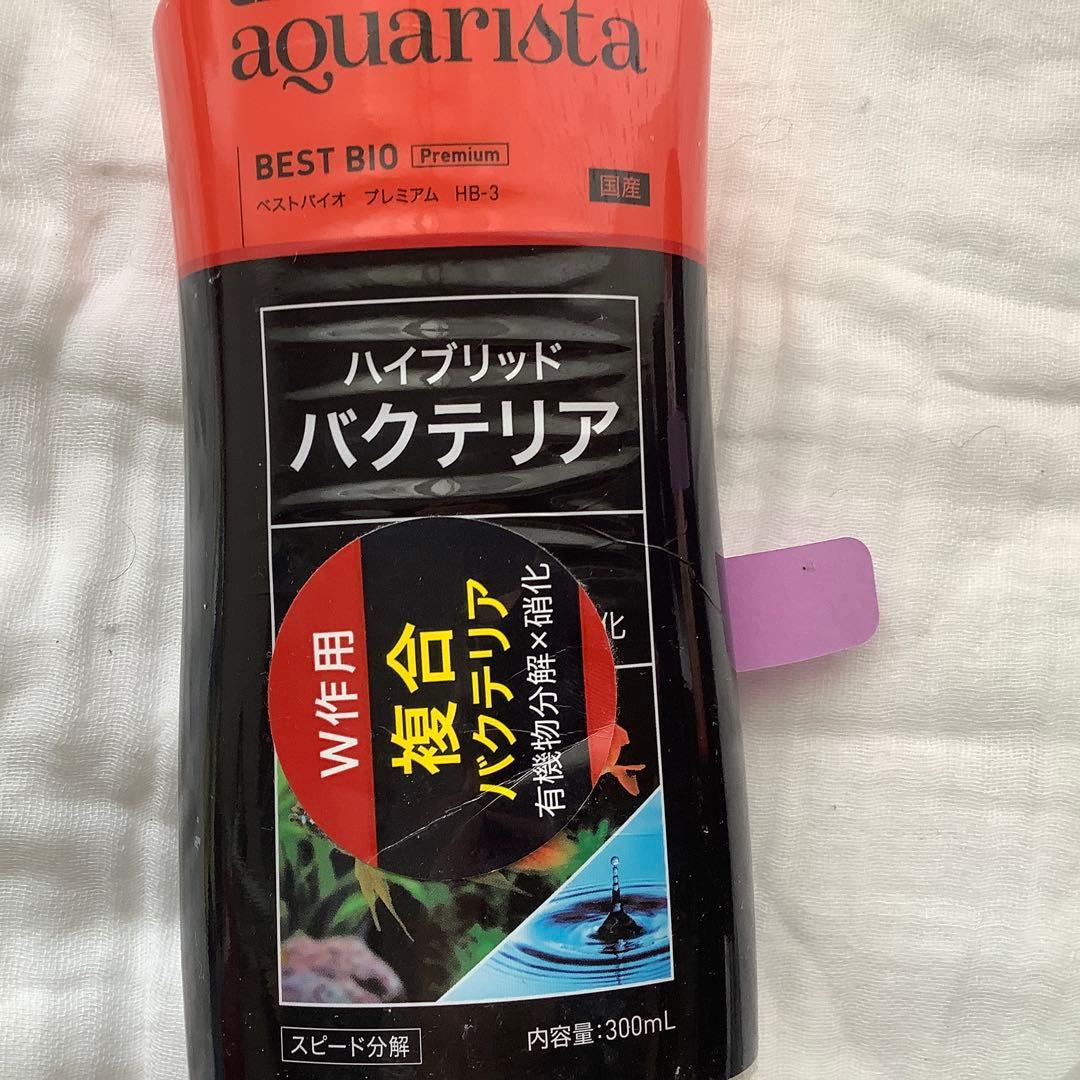 aquarista
BEST BIO Premium
ベストバイオ プレミアム HB-3
国産
ハイブリッド
バクテリア
化
W作用
複合
バクテリア
有機物分解×硝化
スピード分解
内容量:300mL